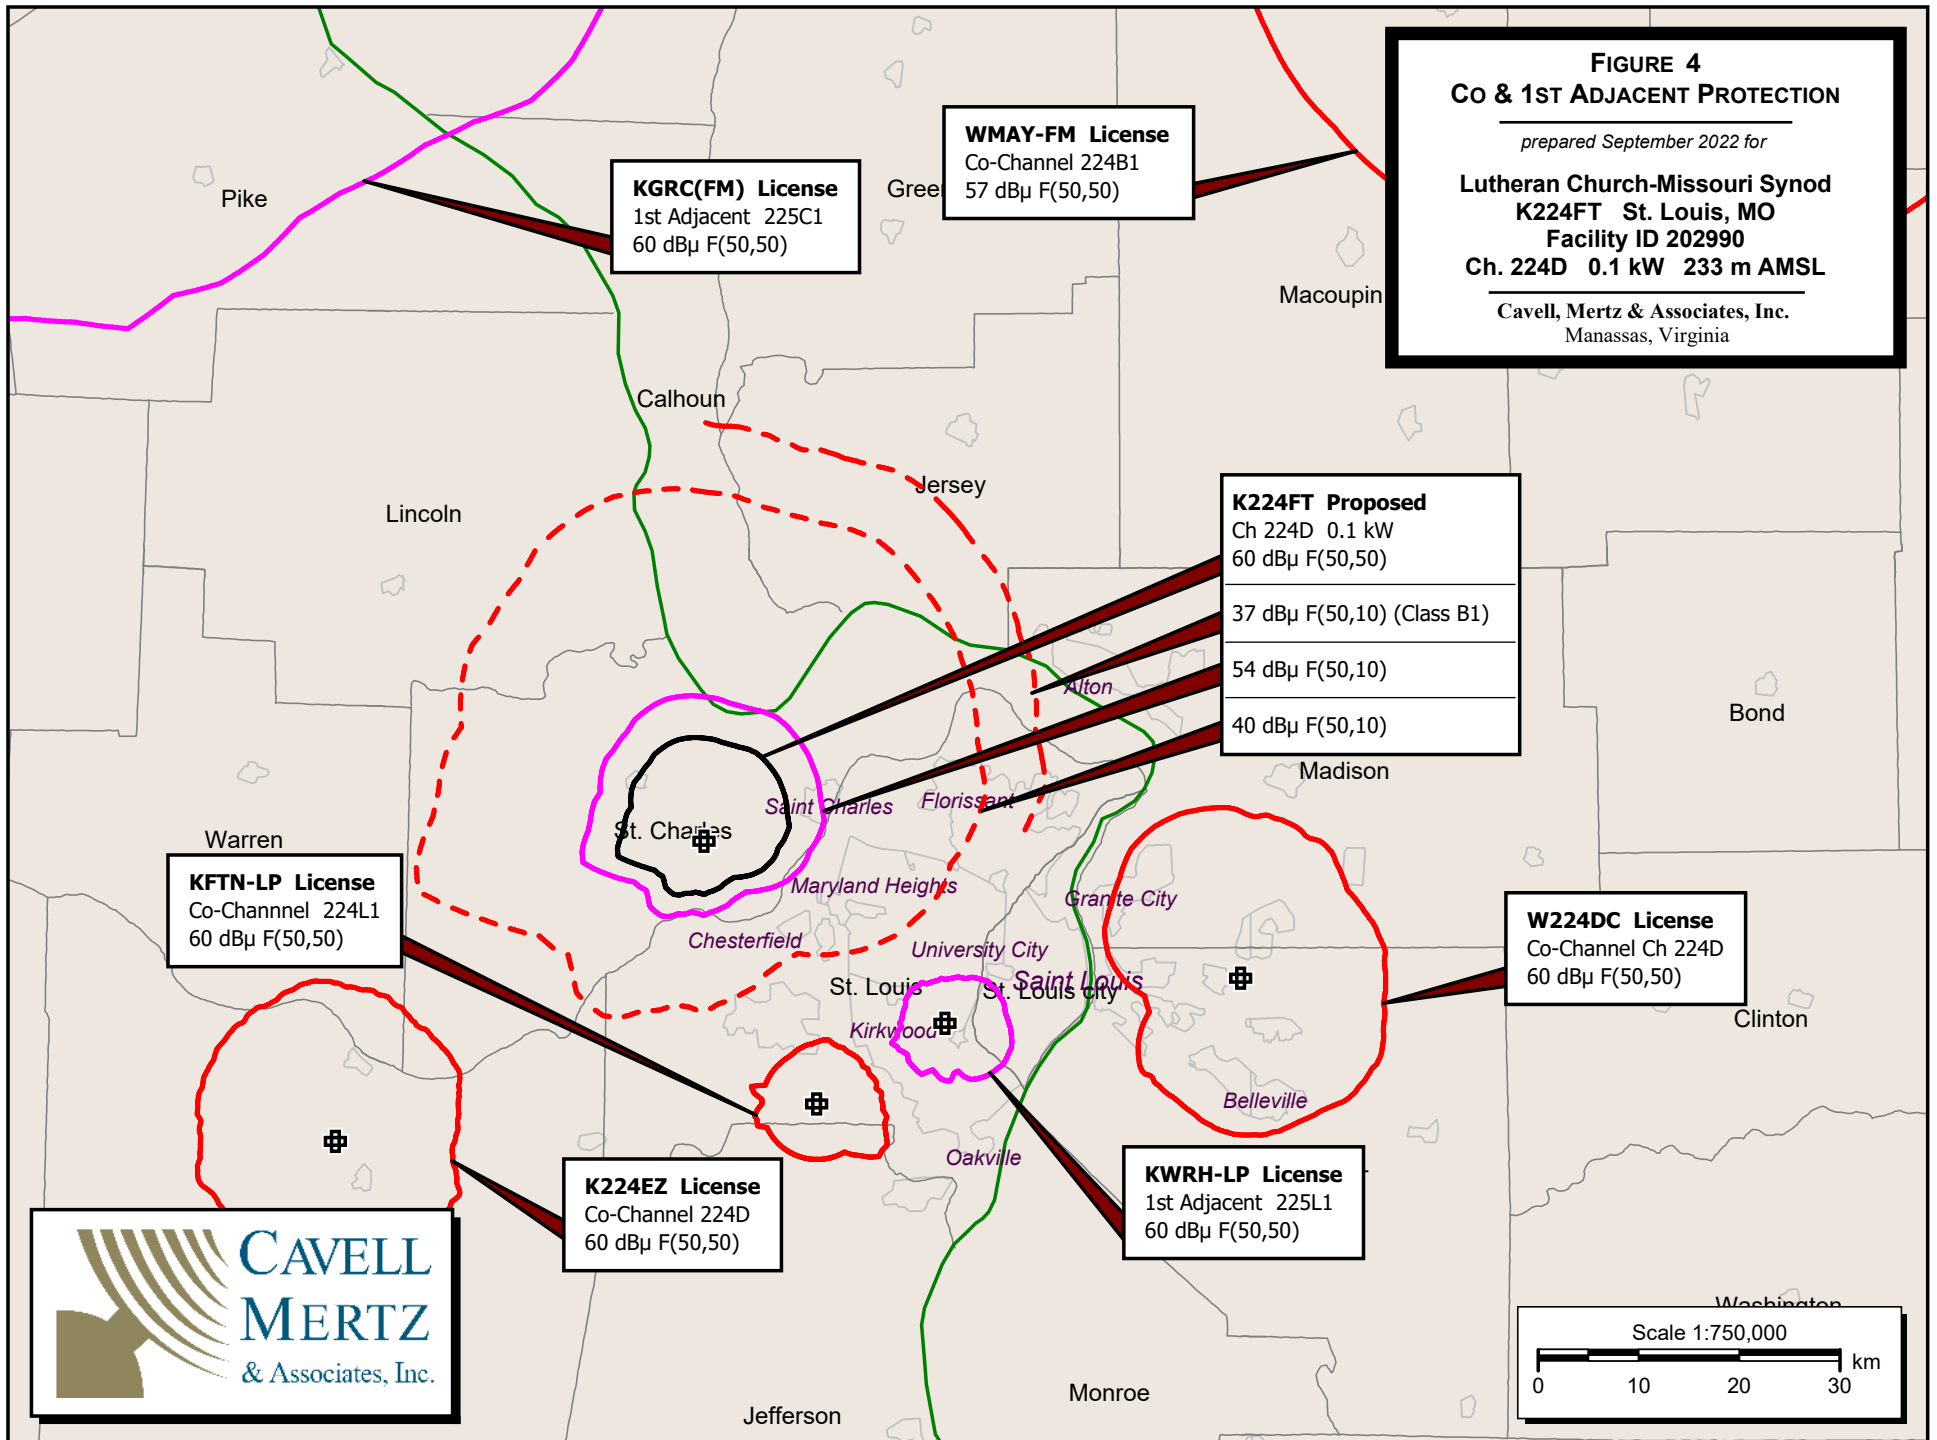 FIGURE 4
CO & 1ST ADJACENT PROTECTION
prepared September 2022 for
Lutheran Church-Missouri Synod
K224FT St. Louis, MO
Facility ID 202990
Ch. 224D 0.1 kW 233 m AMSL
Cavell, Mertz & Associates, Inc.
Manassas, Virginia
WMAY-FM License
Co-Channel 224B1
57 dBµ F(50,50)
KGRC(FM) License
1st Adjacent 225C1
60 dBµ F(50,50)
Pike
Macoupin
Calhoun
Jersey
Lincoln
K224FT Proposed
Ch 224D 0.1 kW
60 dBµ F(50,50)
37 dBµ F(50,10) (Class B1)
54 dBµ F(50,10)
40 dBµ F(50,10)
Alton
Bond
Madison
Saint Charles
Florissant
St. Charles
Warren
Maryland Heights
Granite City
KFTN-LP License
Co-Channnel 224L1
60 dBµ F(50,50)
Chesterfield
University City
W224DC License
Co-Channel Ch 224D
60 dBµ F(50,50)
St. Louis
Saint Louis
St. Louis city
Kirkwood
Clinton
Belleville
Oakville
K224EZ License
Co-Channel 224D
60 dBµ F(50,50)
KWRH-LP License
1st Adjacent 225L1
60 dBµ F(50,50)
CAVELL
MERTZ
& Associates, Inc.
Washington
Scale 1:750,000
km
0 10 20 30
Monroe
Jefferson